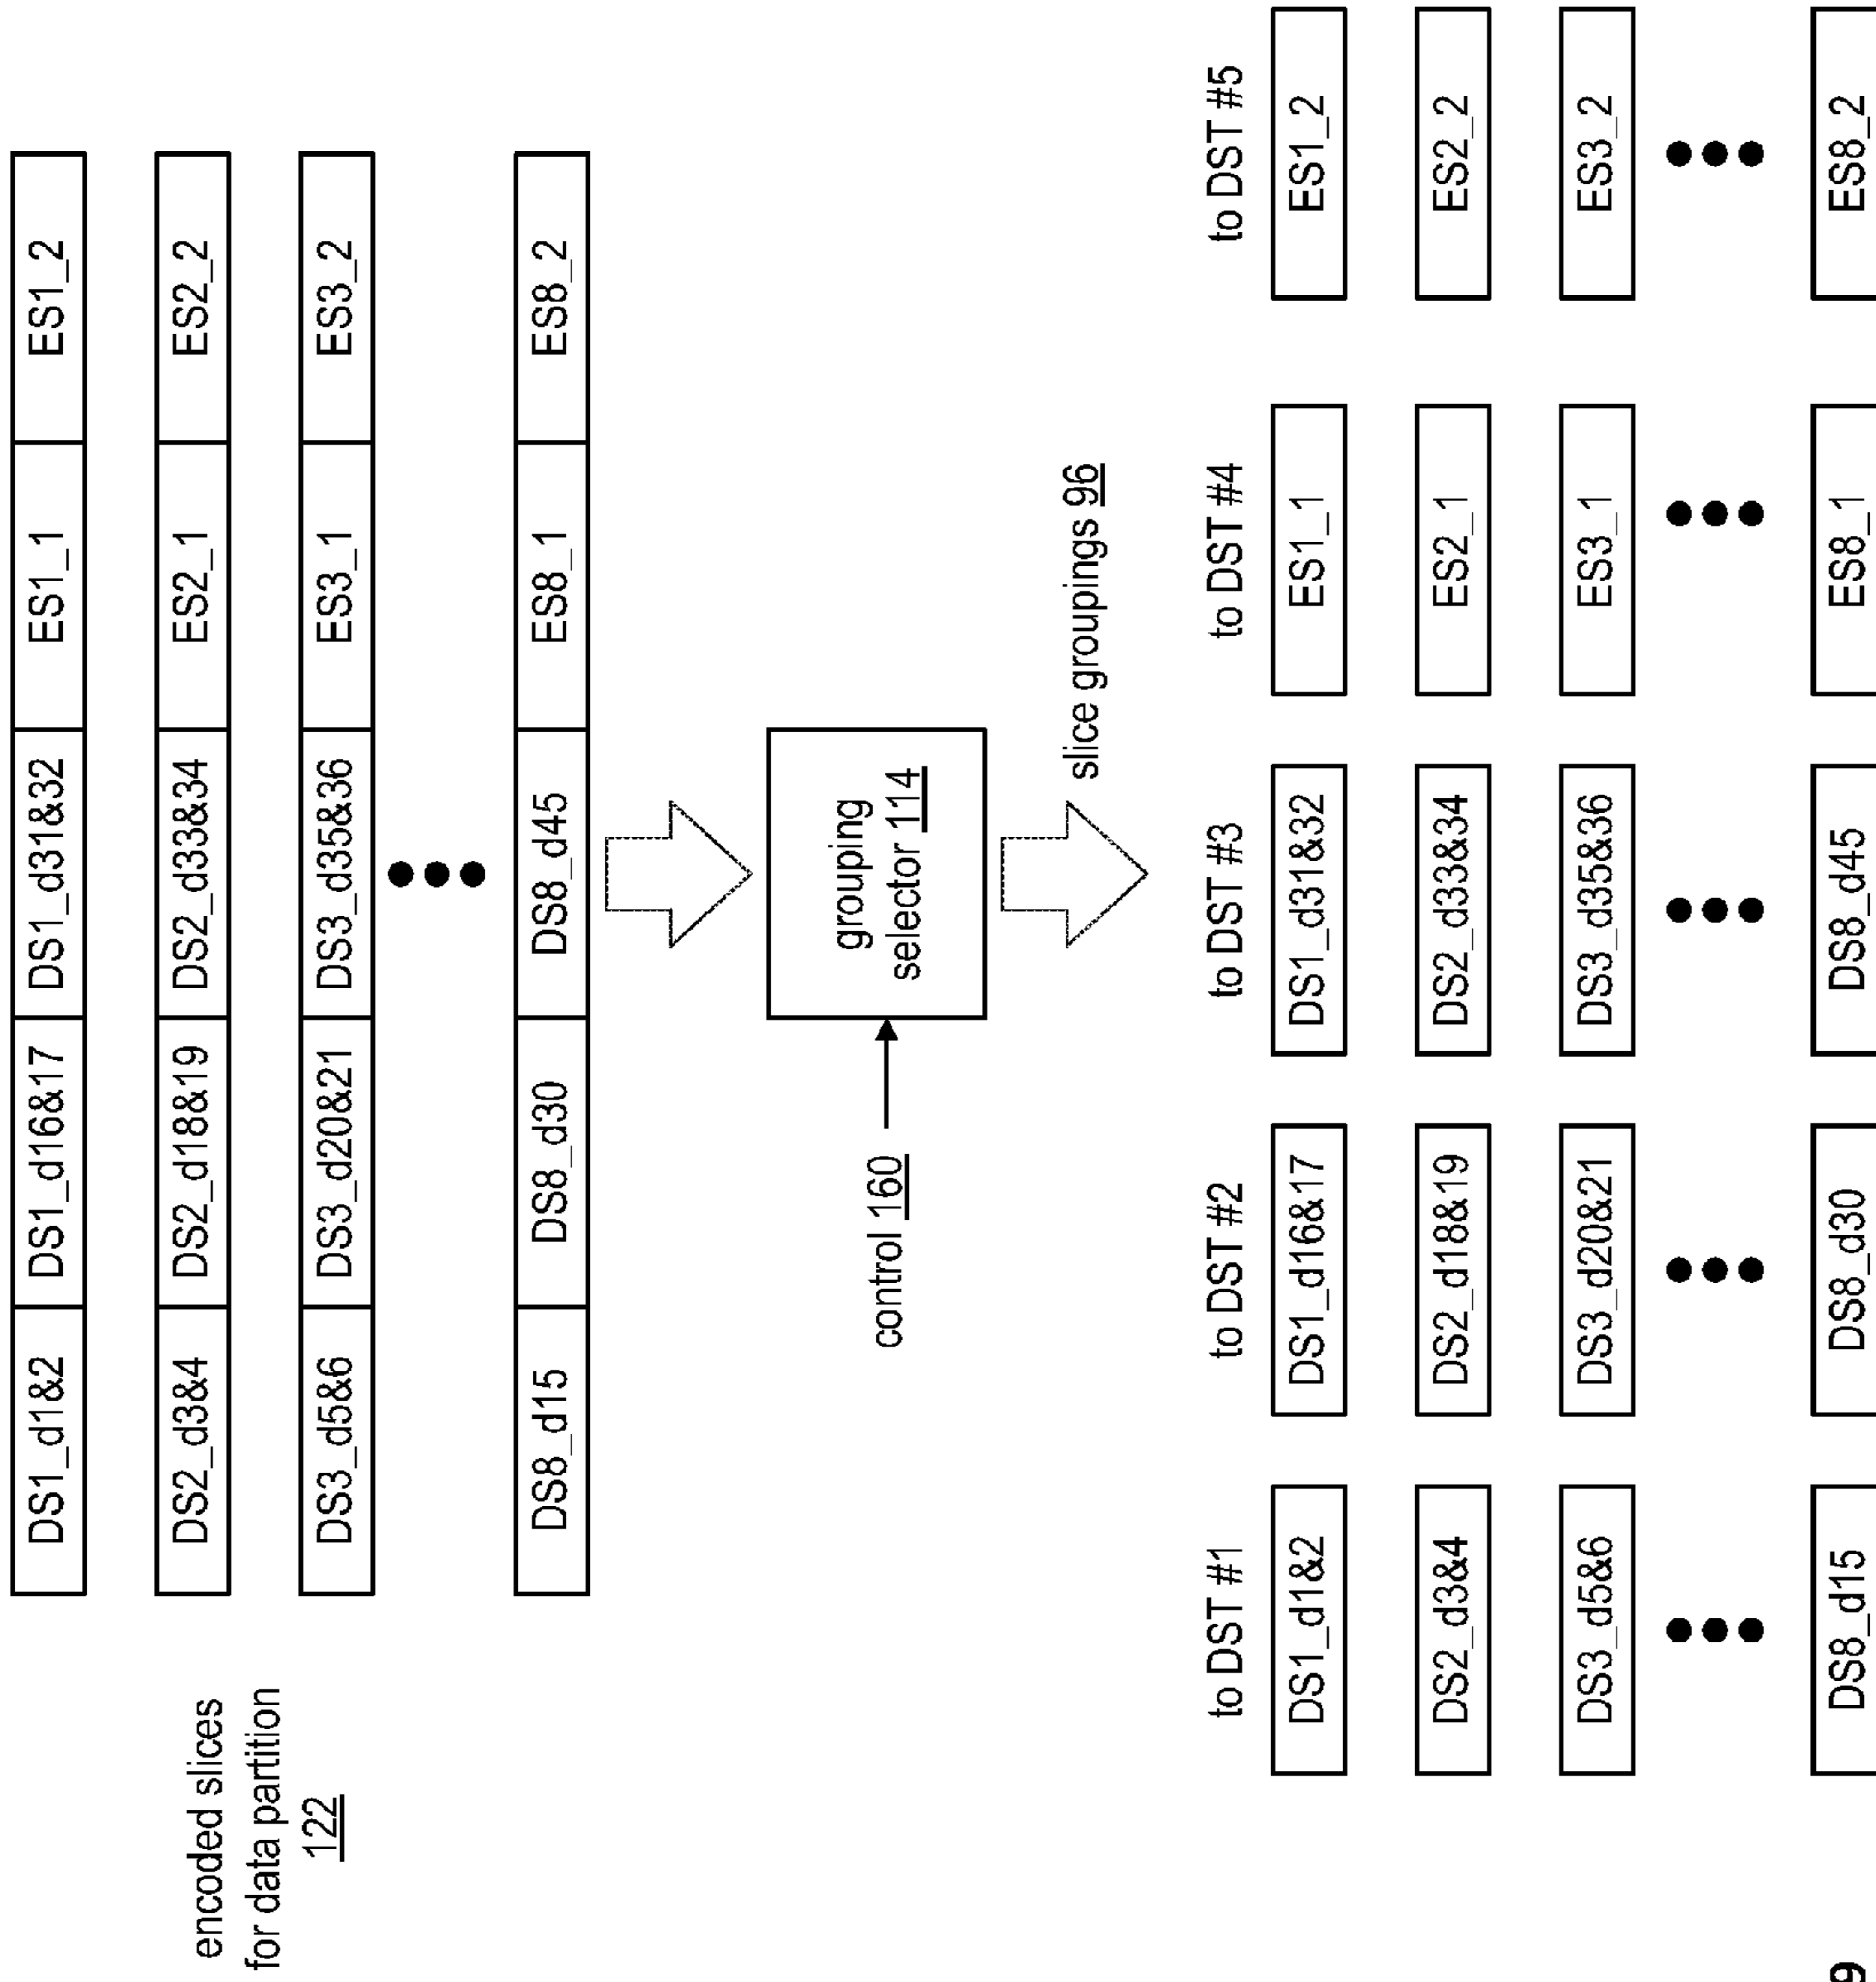 encoded slices
for data partition
122
DS1_d1&2 DS1_d16&17 DS1_d31&32 ES1_1 ES1_2
DS2_d3&4 DS2_d18&19 DS2_d33&34 ES2_1 ES2_2
DS3_d5&6 DS3_d20&21 DS3_d35&36 ES3_1 ES3_2
DS8_d15 DS8_d30 DS8_d45 ES8_1 ES8_2
control 160
grouping
selector 114
slice groupings 96
to DST #1 to DST #2 to DST #3 to DST #4 to DST #5
DS1_d1&2 DS1_d16&17 DS1_d31&32 ES1_1 ES1_2
DS2_d3&4 DS2_d18&19 DS2_d33&34 ES2_1 ES2_2
DS3_d5&6 DS3_d20&21 DS3_d35&36 ES3_1 ES3_2
DS8_d15 DS8_d30 DS8_d45 ES8_1 ES8_2
9